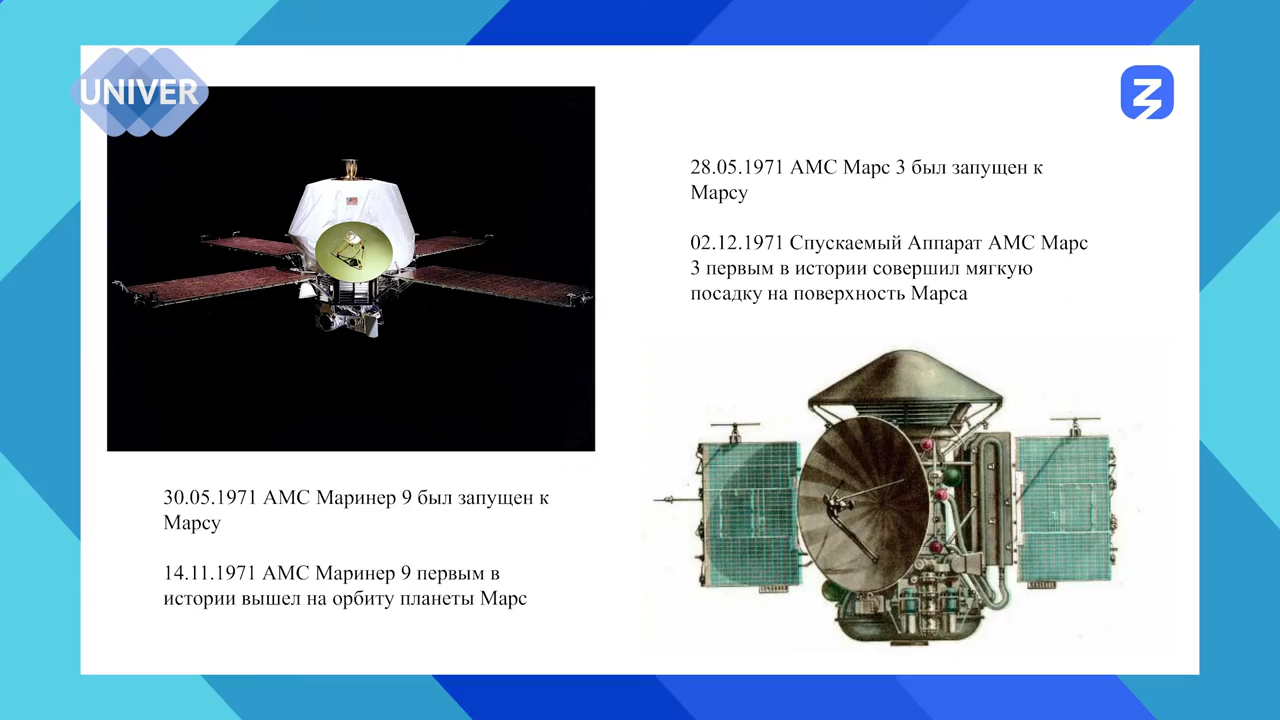 UNIVER
30.05.1971 АМС Маринер 9 был запущен к
Марсу
14.11.1971 АМС Маринер 9 первым в
истории вышел на орбиту планеты Марс
28.05.1971 АМС Марс 3 был запущен к
Марсу
02.12.1971 Спускаемый Аппарат АМС Марс
3 первым в истории совершил мягкую
посадку на поверхность Марса